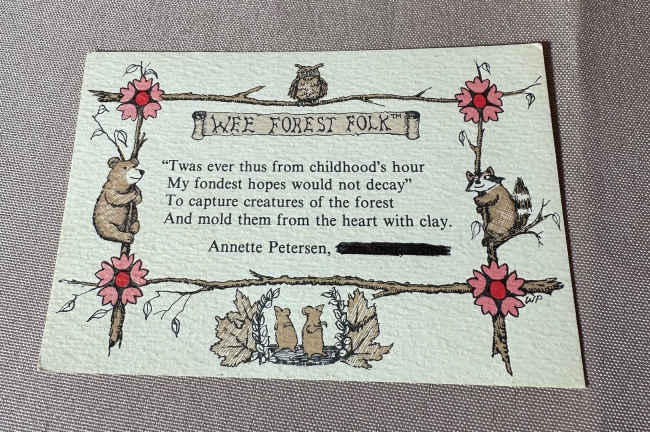 WEE FOREST FOLK™
“Twas ever thus from childhood’s hour
My fondest hopes would not decay”
To capture creatures of the forest
And mold them from the heart with clay.
Annette Petersen,
WP